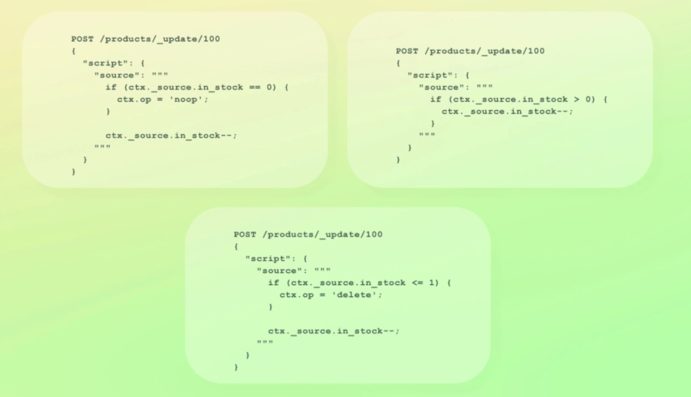 POST /products/_update/100
{
  "script": {
    "source": """
      if (ctx._source.in_stock == 0) {
        ctx.op = 'noop';
      }

      ctx._source.in_stock--;
    """
  }
}
POST /products/_update/100
{
  "script": {
    "source": """
      if (ctx._source.in_stock > 0) {
        ctx._source.in_stock--;
      }
    """
  }
}
POST /products/_update/100
{
  "script": {
    "source": """
      if (ctx._source.in_stock <= 1) {
        ctx.op = 'delete';
      }

      ctx._source.in_stock--;
    """
  }
}